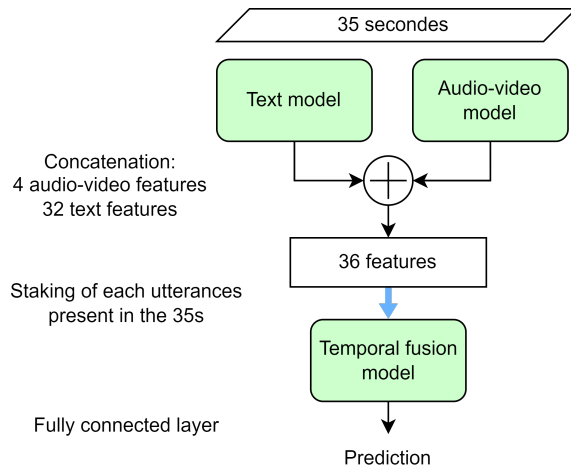 35 secondes
Text model
Audio-video
model
Concatenation:
4 audio-video features
32 text features
36 features
Staking of each utterances
present in the 35s
Temporal fusion
model
Fully connected layer
Prediction